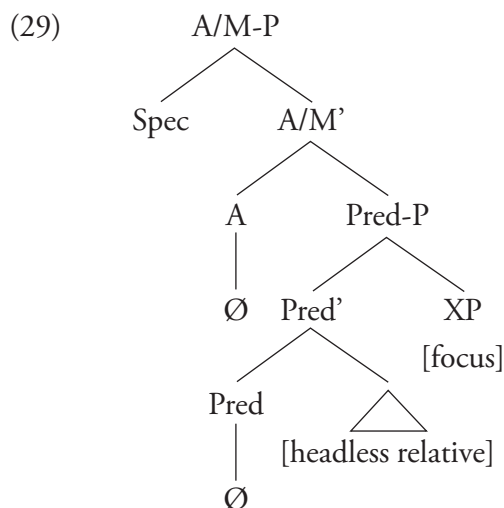 (29) A/M-P
Spec A/M’
A Pred-P
Ø Pred’ XP
[focus]
Pred
[headless relative]
Ø